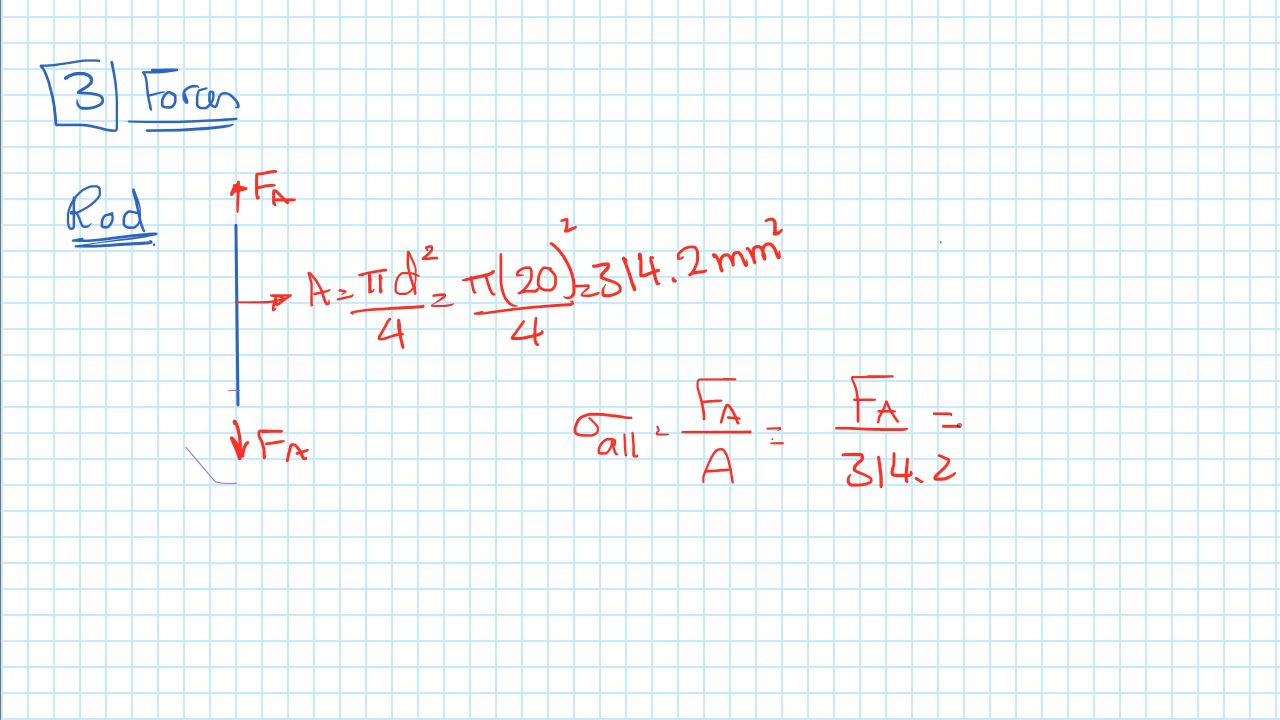 3 Forces
Rod
F_A
A = πd²/4 = π(20)²/4 = 314.2 mm²
F_A
σ_all = F_A/A = F_A/314.2 =